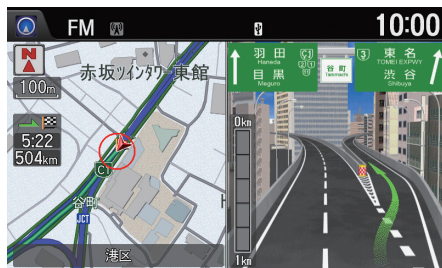 FM
10:00
N
100m
赤坂ツインタワー東館
5:22
504km
C1
谷町
JCT
港区
羽田
Haneda
目黒
Meguro
C1
2 1
谷町
Tanimachi
3
東名
TOMEI EXPWY
渋谷
Shibuya
0km
1km